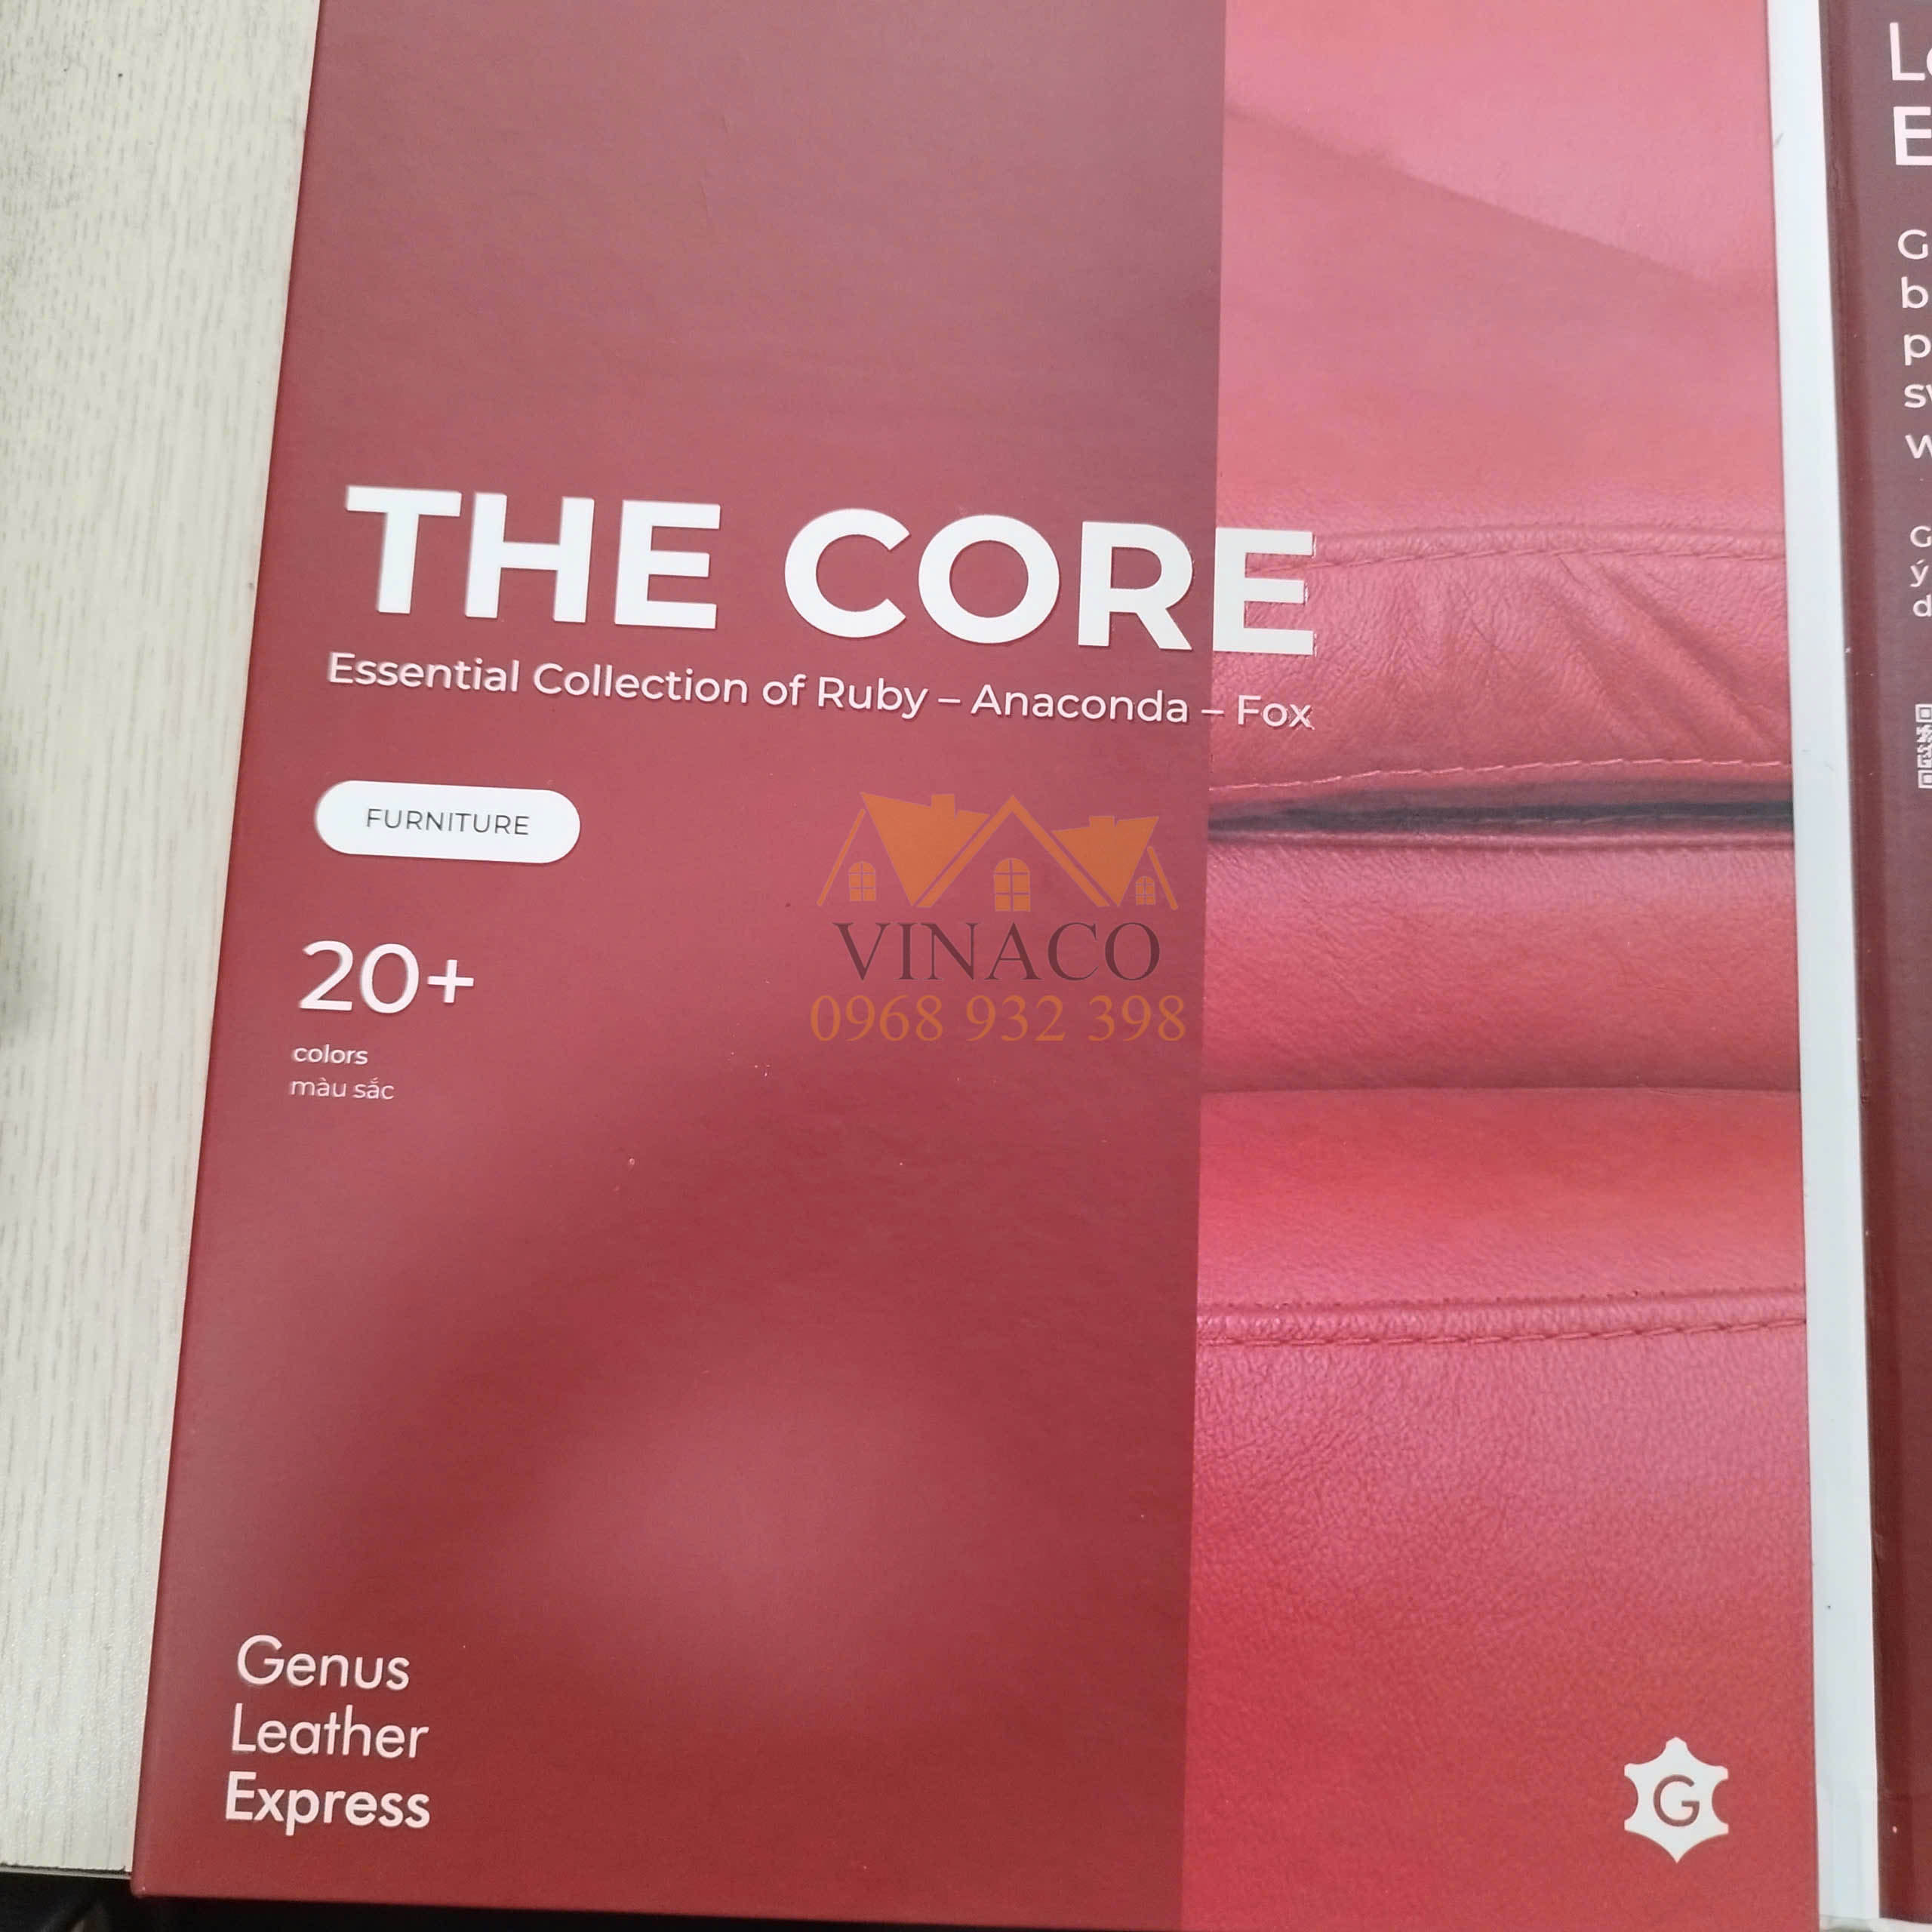 THE CORE
Essential Collection of Ruby – Anaconda – Fox
FURNITURE
VINACO
0968 932 398
20+
colors
màu sắc
Genus
Leather
Express
G